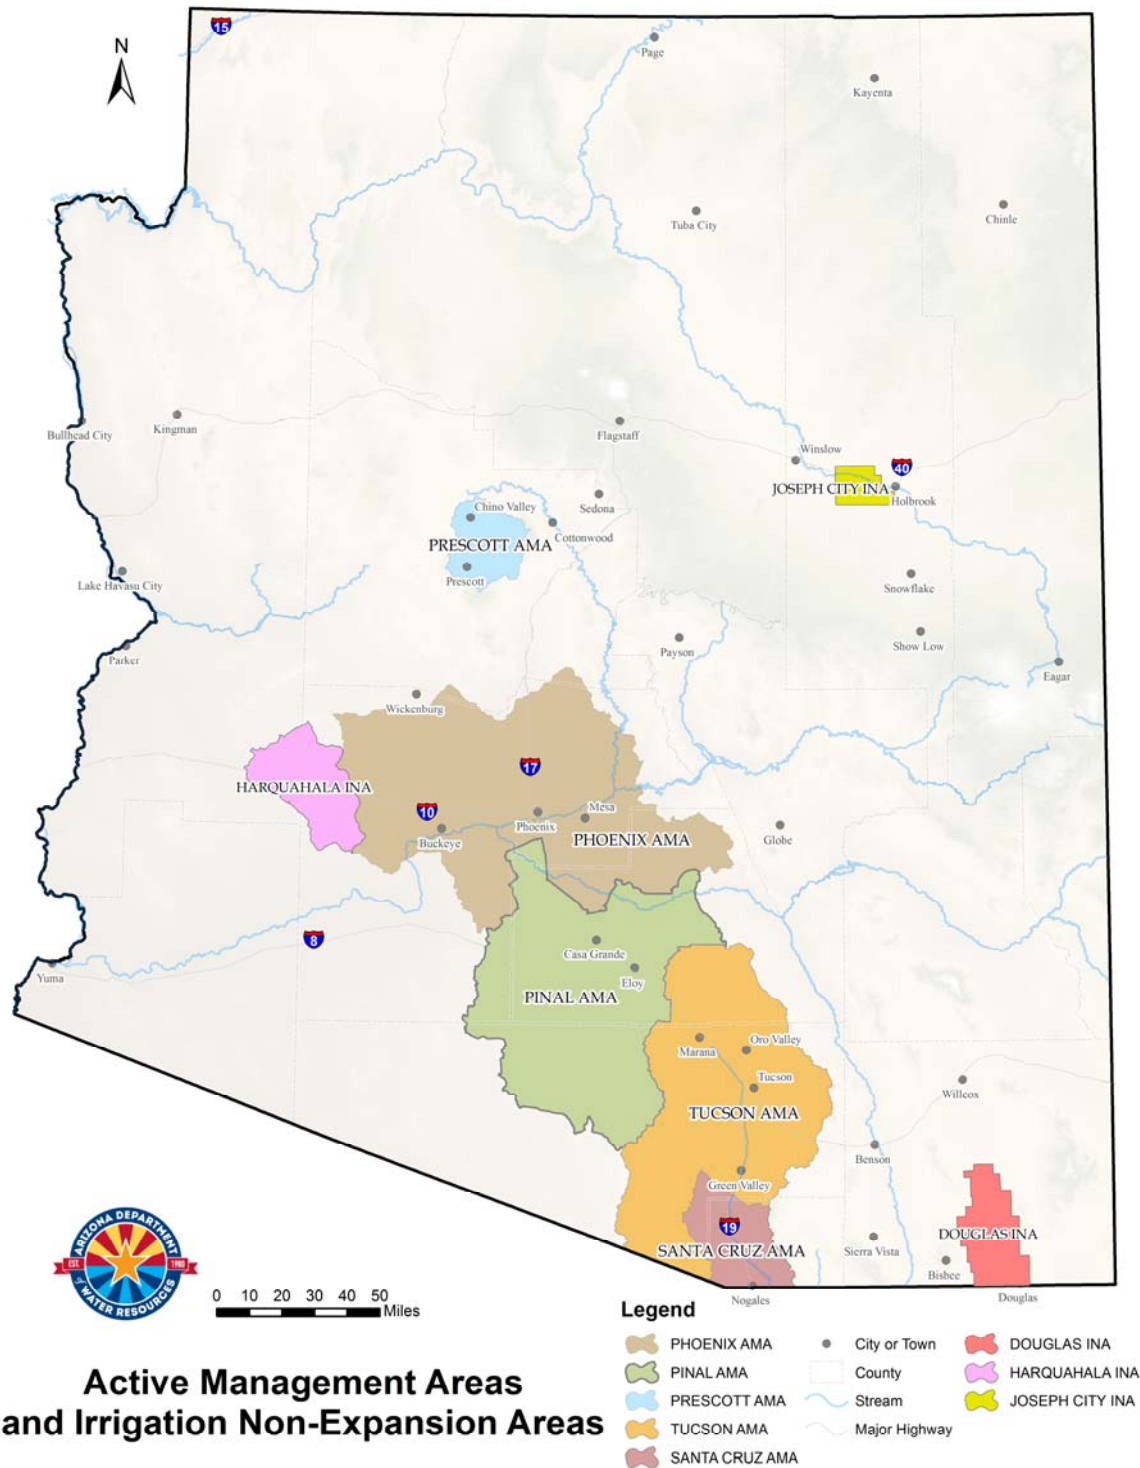 15
N
Page
Kayenta
Tuba City
Chinle
Bullhead City
Kingman
Flagstaff
Winslow
40
JOSEPH CITY INA
Holbrook
Chino Valley
Sedona
Cottonwood
PRESCOTT AMA
Prescott
Lake Havasu City
Snowflake
Parker
Payson
Show Low
Eagar
Wickenburg
17
HARQUAHALA INA
10
Mesa
Phoenix
Buckeye
PHOENIX AMA
Globe
8
Casa Grande
Yuma
Eloy
PINAL AMA
Marana
Oro Valley
Tucson
Willcox
TUCSON AMA
Benson
Green Valley
19
DOUGLAS INA
SANTA CRUZ AMA
Sierra Vista
Bisbee
Nogales
Douglas
ARIZONA DEPARTMENT
EST. 1980
of WATER RESOURCES
0 10 20 30 40 50
Miles
Active Management Areas
and Irrigation Non-Expansion Areas
Legend
PHOENIX AMA
PINAL AMA
PRESCOTT AMA
TUCSON AMA
SANTA CRUZ AMA
City or Town
County
Stream
Major Highway
DOUGLAS INA
HARQUAHALA INA
JOSEPH CITY INA